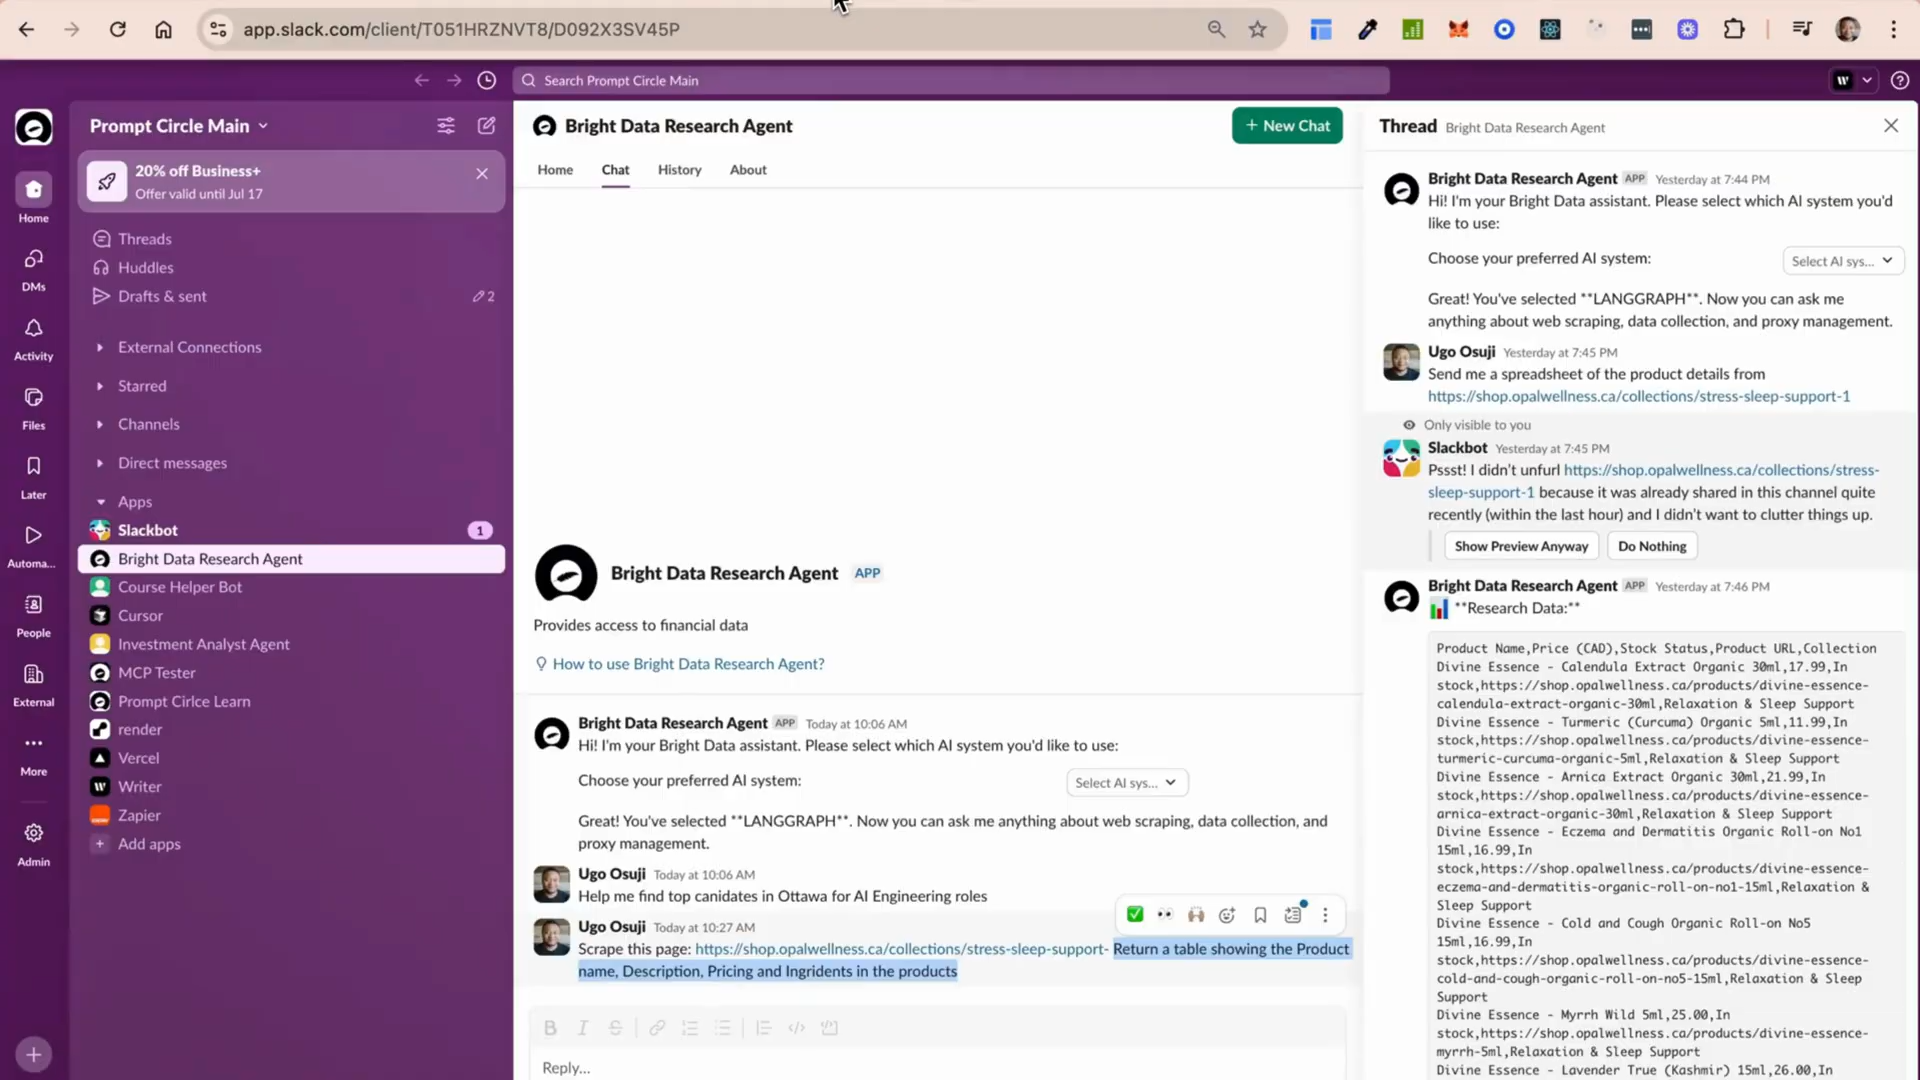 app.slack.com/client/T051HRZNVT8/D092X3SV45P
Search Prompt Circle Main
Prompt Circle Main
20% off Business+
Offer valid until Jul 17
Home
DMs
Activity
Files
Later
Automa...
People
External
More
Admin
Threads
Huddles
Drafts & sent
2
External Connections
Starred
Channels
Direct messages
Apps
Slackbot
1
Bright Data Research Agent
Course Helper Bot
Cursor
Investment Analyst Agent
MCP Tester
Prompt Cirlce Learn
render
Vercel
Writer
Zapier
Add apps
Bright Data Research Agent
+ New Chat
Home
Chat
History
About
Bright Data Research Agent APP
Provides access to financial data
How to use Bright Data Research Agent?
Bright Data Research Agent APP Today at 10:06 AM
Hi! I'm your Bright Data assistant. Please select which AI system you'd like to use:
Choose your preferred AI system:
Select AI sys...
Great! You've selected **LANGGRAPH**. Now you can ask me anything about web scraping, data collection, and
proxy management.
Ugo Osuji Today at 10:06 AM
Help me find top canidates in Ottawa for AI Engineering roles
Ugo Osuji Today at 10:27 AM
Scrape this page: https://shop.opalwellness.ca/collections/stress-sleep-support- Return a table showing the Product
name, Description, Pricing and Ingridents in the products
Reply...
Thread Bright Data Research Agent
Bright Data Research Agent APP Yesterday at 7:44 PM
Hi! I'm your Bright Data assistant. Please select which AI system you'd
like to use:
Choose your preferred AI system:
Select AI sys...
Great! You've selected **LANGGRAPH**. Now you can ask me
anything about web scraping, data collection, and proxy management.
Ugo Osuji Yesterday at 7:45 PM
Send me a spreadsheet of the product details from
https://shop.opalwellness.ca/collections/stress-sleep-support-1
Only visible to you
Slackbot Yesterday at 7:45 PM
Pssst! I didn't unfurl https://shop.opalwellness.ca/collections/stress-
sleep-support-1 because it was already shared in this channel quite
recently (within the last hour) and I didn't want to clutter things up.
Show Preview Anyway
Do Nothing
Bright Data Research Agent APP Yesterday at 7:46 PM
**Research Data:**
Product Name,Price (CAD),Stock Status,Product URL,Collection
Divine Essence - Calendula Extract Organic 30ml,17.99,In
stock,https://shop.opalwellness.ca/products/divine-essence-
calendula-extract-organic-30ml,Relaxation & Sleep Support
Divine Essence - Turmeric (Curcuma) Organic 5ml,11.99,In
stock,https://shop.opalwellness.ca/products/divine-essence-
turmeric-curcuma-organic-5ml,Relaxation & Sleep Support
Divine Essence - Arnica Extract Organic 30ml,21.99,In
stock,https://shop.opalwellness.ca/products/divine-essence-
arnica-extract-organic-30ml,Relaxation & Sleep Support
Divine Essence - Eczema and Dermatitis Organic Roll-on No1
15ml,16.99,In
stock,https://shop.opalwellness.ca/products/divine-essence-
eczema-and-dermatitis-organic-roll-on-no1-15ml,Relaxation &
Sleep Support
Divine Essence - Cold and Cough Organic Roll-on No5
15ml,16.99,In
stock,https://shop.opalwellness.ca/products/divine-essence-
cold-and-cough-organic-roll-on-no5-15ml,Relaxation & Sleep
Support
Divine Essence - Myrrh Wild 5ml,25.00,In
stock,https://shop.opalwellness.ca/products/divine-essence-
myrrh-5ml,Relaxation & Sleep Support
Divine Essence - Lavender True (Kashmir) 15ml,26.00,In